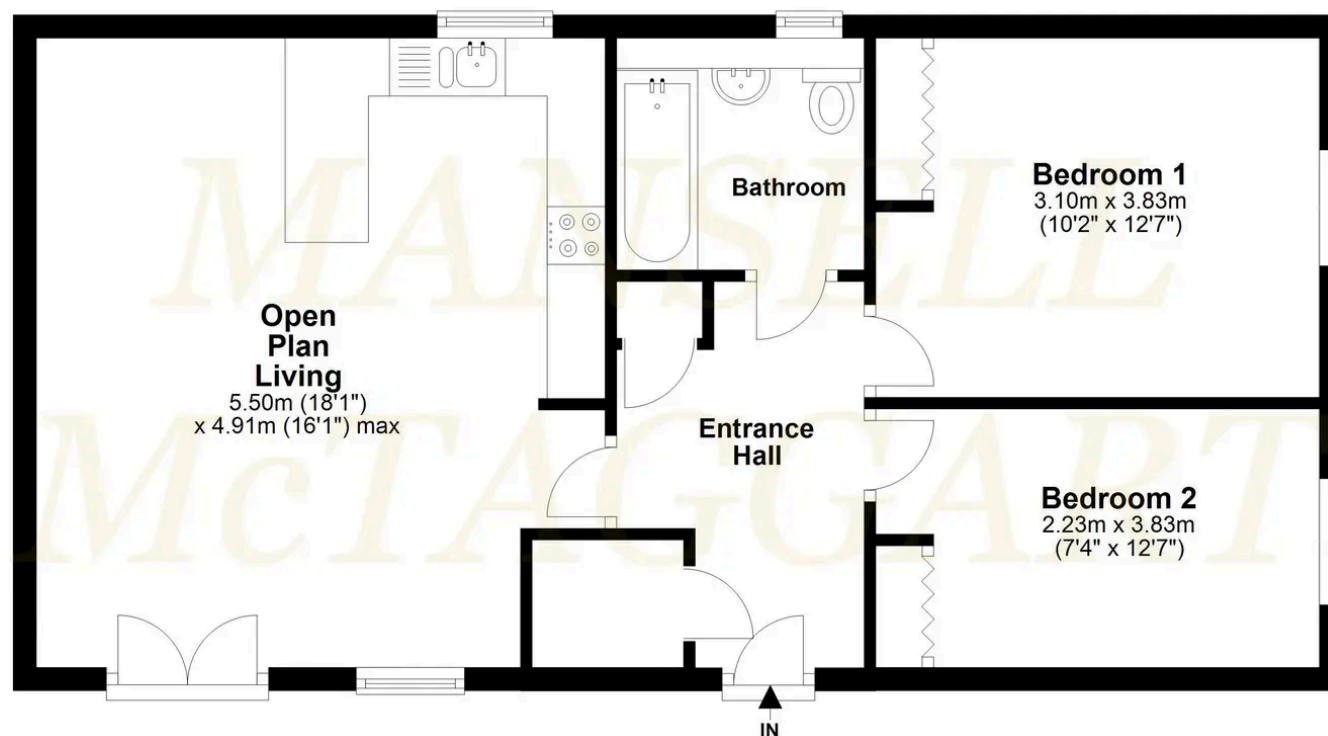 MANSELL
McTAGGART
Bathroom
Bedroom 1
3.10m x 3.83m
(10'2" x 12'7")
Open
Plan
Living
5.50m (18'1")
x 4.91m (16'1") max
Entrance
Hall
Bedroom 2
2.23m x 3.83m
(7'4" x 12'7")
IN